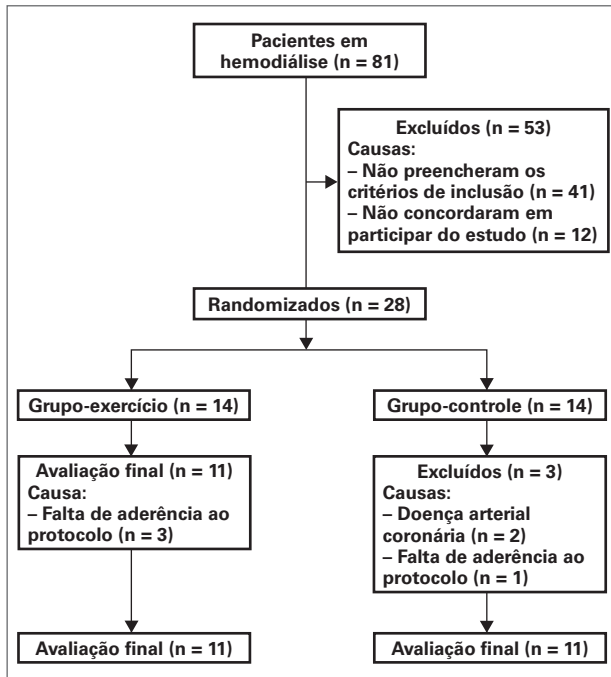 Pacientes em
hemodiálise (n = 81)
Excluídos (n = 53)
Causas:
– Não preencheram os
critérios de inclusão (n = 41)
– Não concordaram em
participar do estudo (n = 12)
Randomizados (n = 28)
Grupo-exercício (n = 14)
Grupo-controle (n = 14)
Avaliação final (n = 11)
Causa:
– Falta de aderência ao
protocolo (n = 3)
Excluídos (n = 3)
Causas:
– Doença arterial
coronária (n = 2)
– Falta de aderência ao
protocolo (n = 1)
Avaliação final (n = 11)
Avaliação final (n = 11)